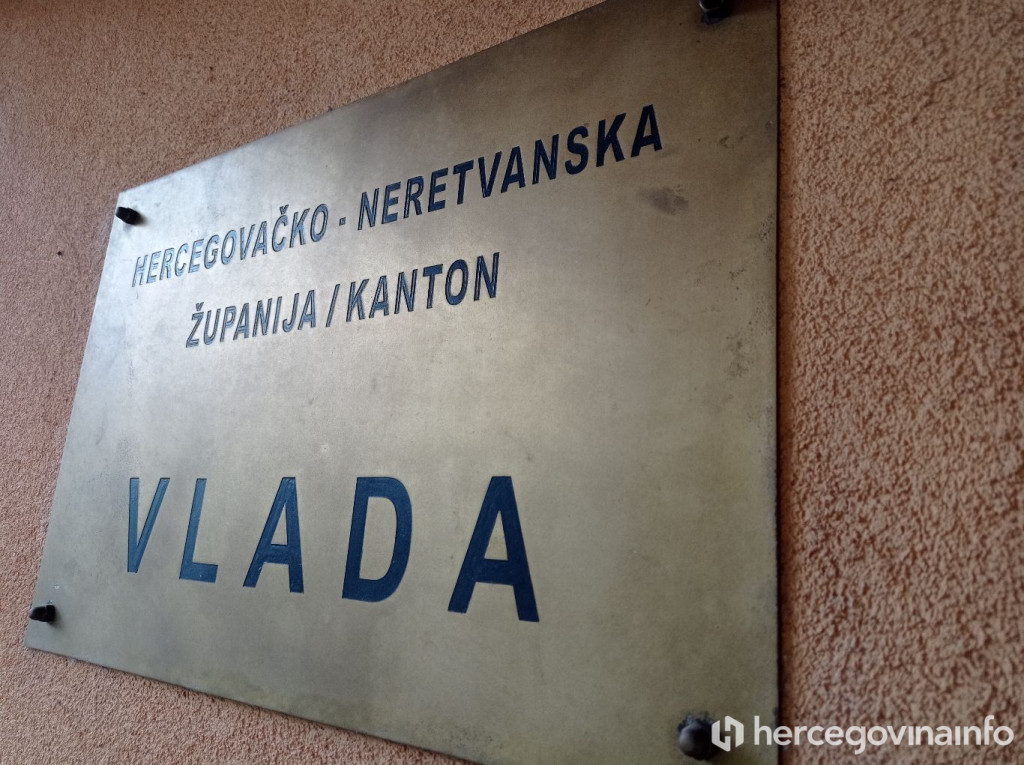 HERCEGOVAČKO - NERETVANSKA
ŽUPANIJA / KANTON
VLADA
hercegovinainfo